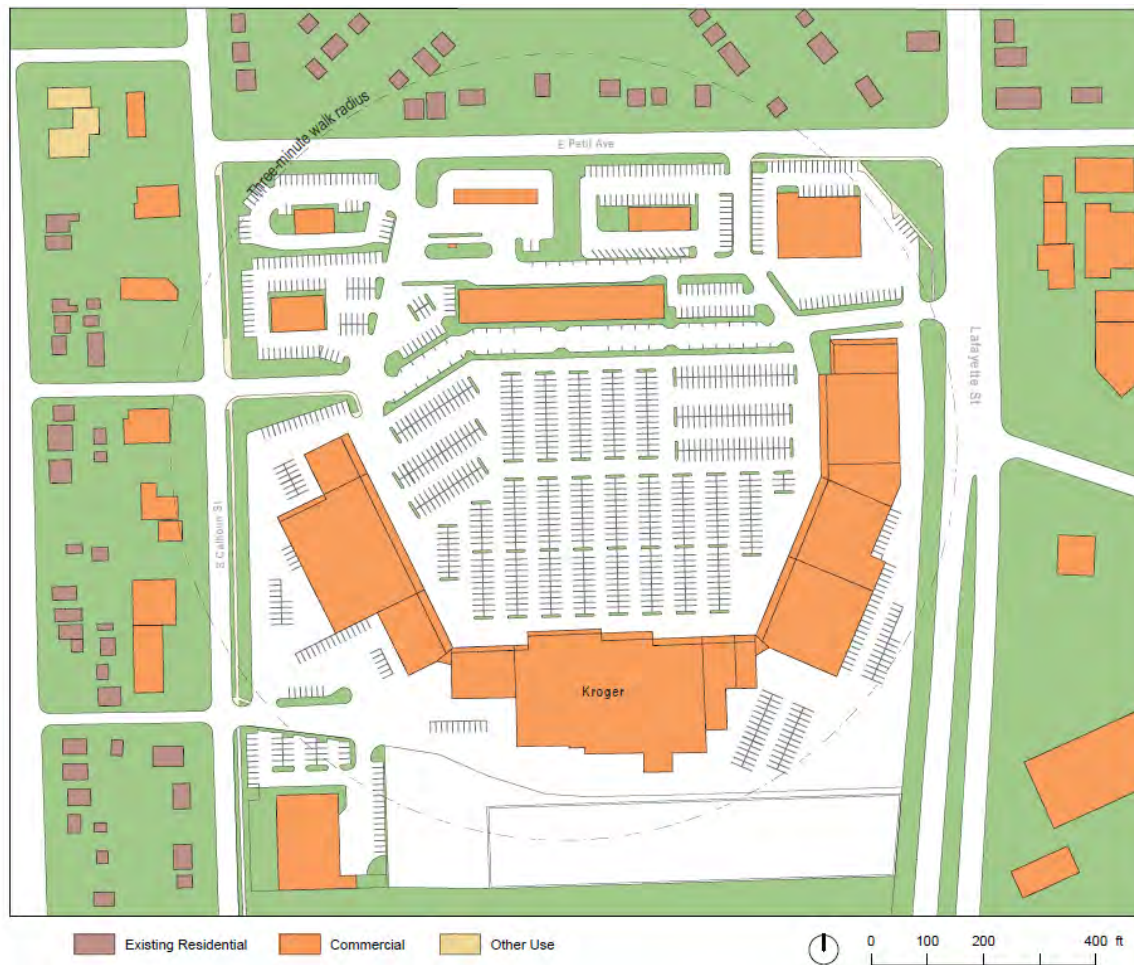 Three-minute walk radius
E Petit Ave
Lafayette St
S Calhoun St
Kroger
Existing Residential
Commercial
Other Use
0 100 200 400 ft